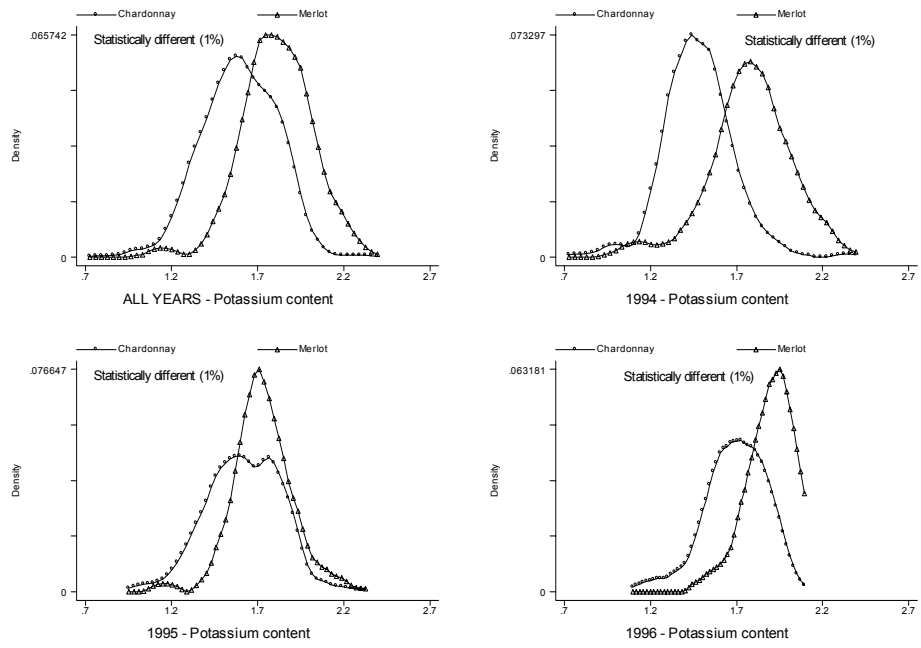 Chardonnay Merlot
.065742
Statistically different (1%)
Density
0
.7 1.2 1.7 2.2 2.7
ALL YEARS - Potassium content
Chardonnay Merlot
.073297
Statistically different (1%)
Density
0
.7 1.2 1.7 2.2 2.7
1994 - Potassium content
Chardonnay Merlot
.076647
Statistically different (1%)
Density
0
.7 1.2 1.7 2.2 2.7
1995 - Potassium content
Chardonnay Merlot
.063181
Statistically different (1%)
Density
0
.7 1.2 1.7 2.2 2.7
1996 - Potassium content